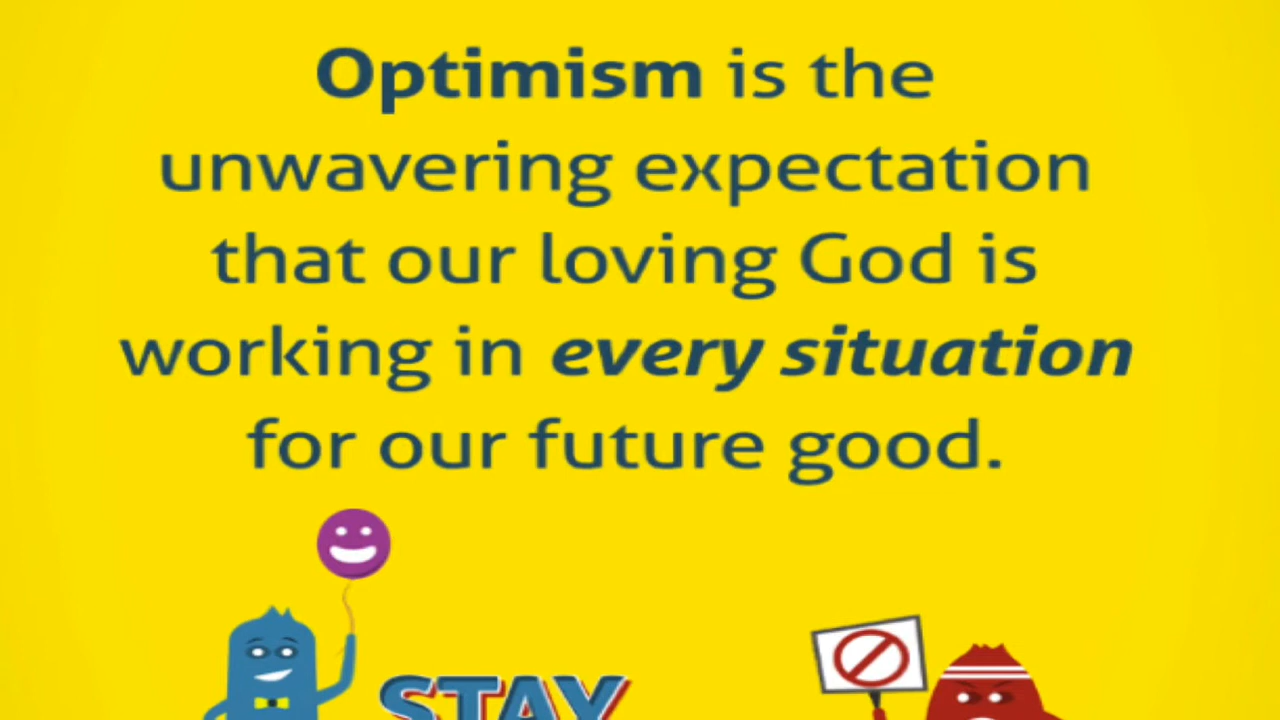 Optimism is the
unwavering expectation
that our loving God is
working in every situation
for our future good.
STAY